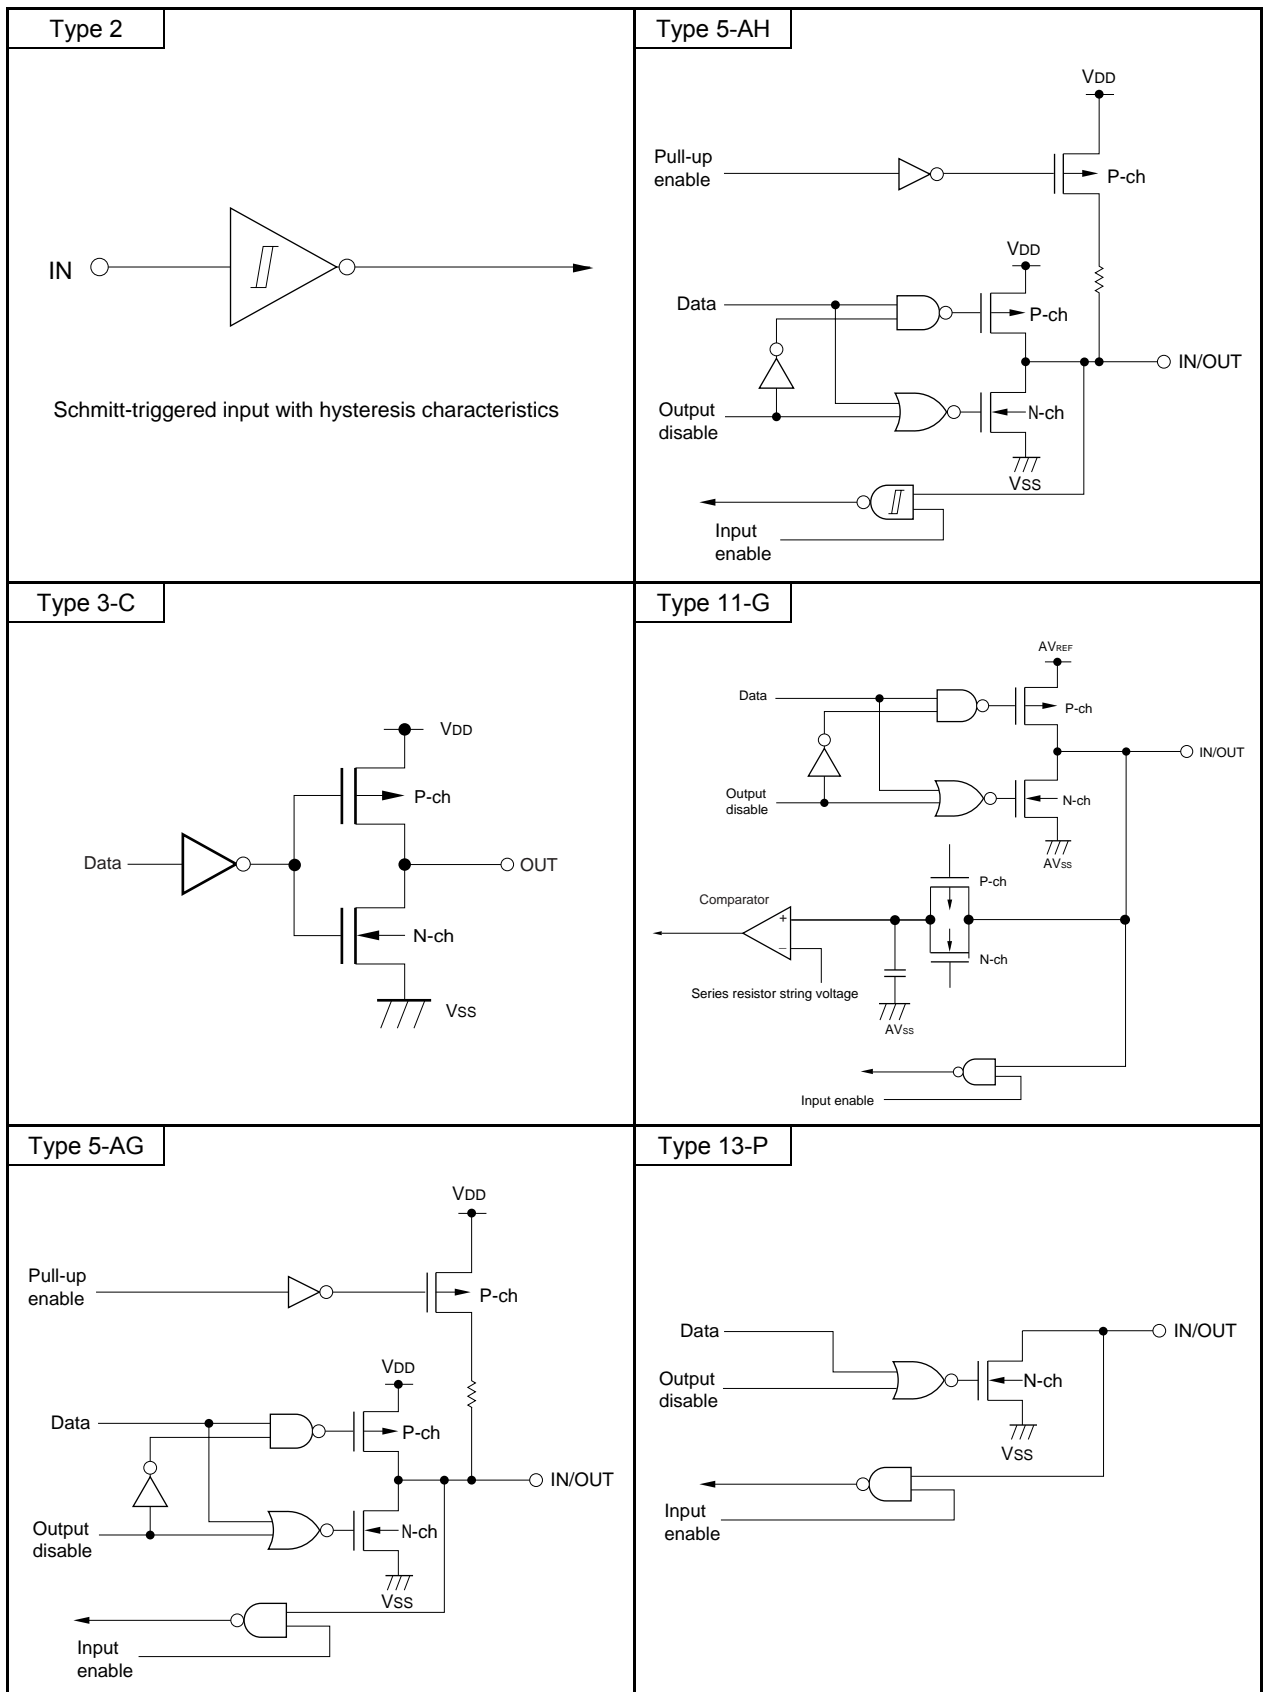 Type 2
IN
Schmitt-triggered input with hysteresis characteristics
Type 5-AH
VDD
Pull-up
enable
P-ch
VDD
Data
P-ch
IN/OUT
Output
disable
N-ch
VSS
Input
enable
Type 3-C
VDD
P-ch
Data
OUT
N-ch
VSS
Type 11-G
AVREF
Data
P-ch
IN/OUT
Output
disable
N-ch
AVSS
P-ch
Comparator
+
−
N-ch
Series resistor string voltage
AVSS
Input enable
Type 5-AG
VDD
Pull-up
enable
P-ch
VDD
Data
P-ch
IN/OUT
Output
disable
N-ch
VSS
Input
enable
Type 13-P
Data
IN/OUT
Output
disable
N-ch
VSS
Input
enable